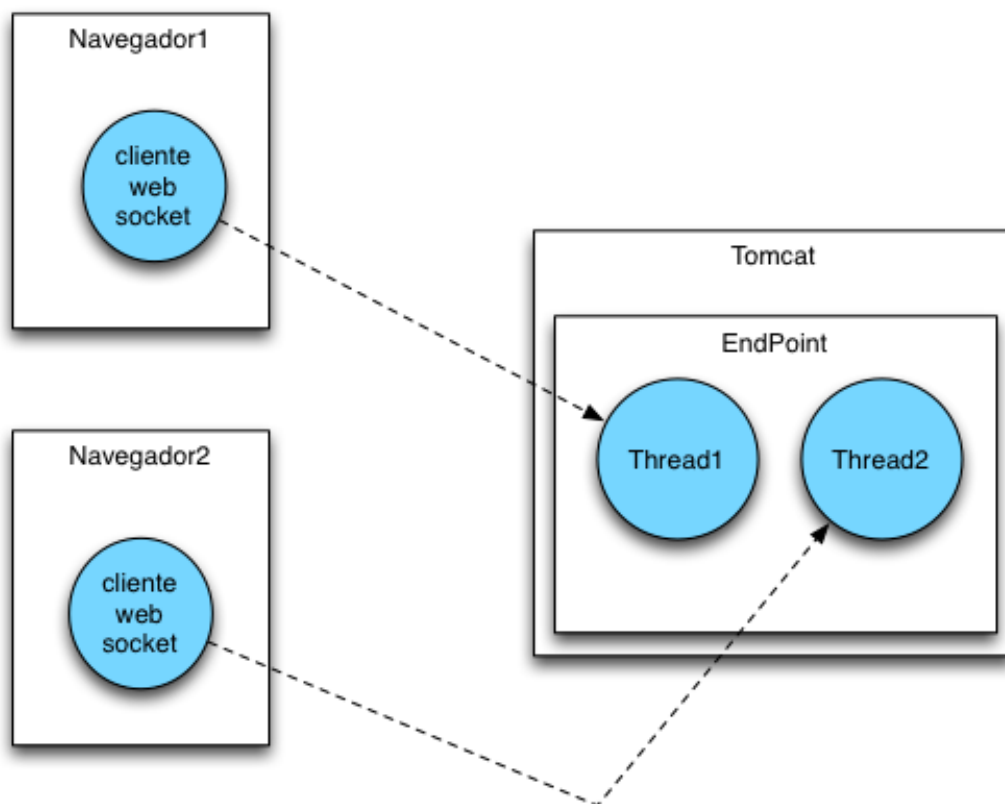 Navegador1
cliente
web
socket
Tomcat
EndPoint
Thread1
Thread2
Navegador2
cliente
web
socket